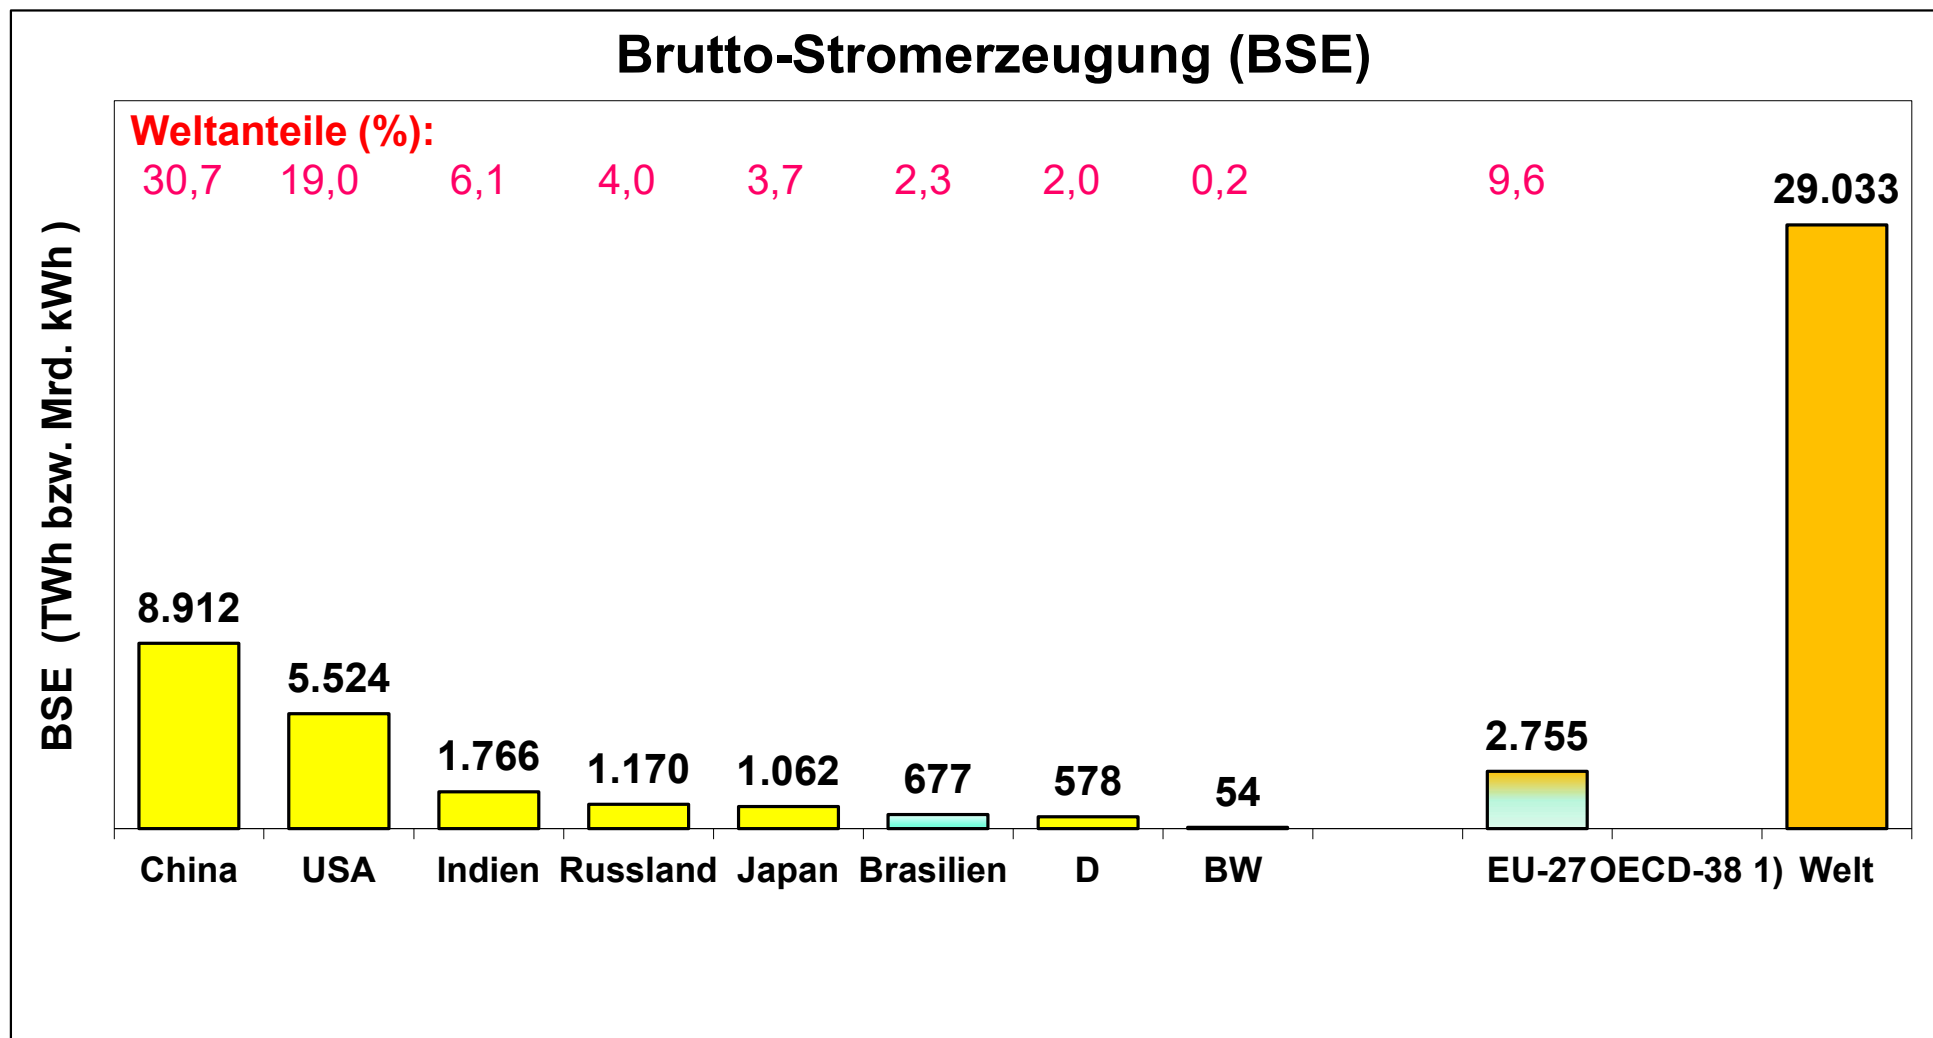 Brutto-Stromerzeugung (BSE)
Weltanteile (%):
30,7 19,0 6,1 4,0 3,7 2,3 2,0 0,2 9,6
29.033
BSE (TWh bzw. Mrd. kWh )
8.912
5.524
1.766
1.170
1.062
677
578
54
2.755
China USA Indien Russland Japan Brasilien D BW EU-27 OECD-38 1) Welt